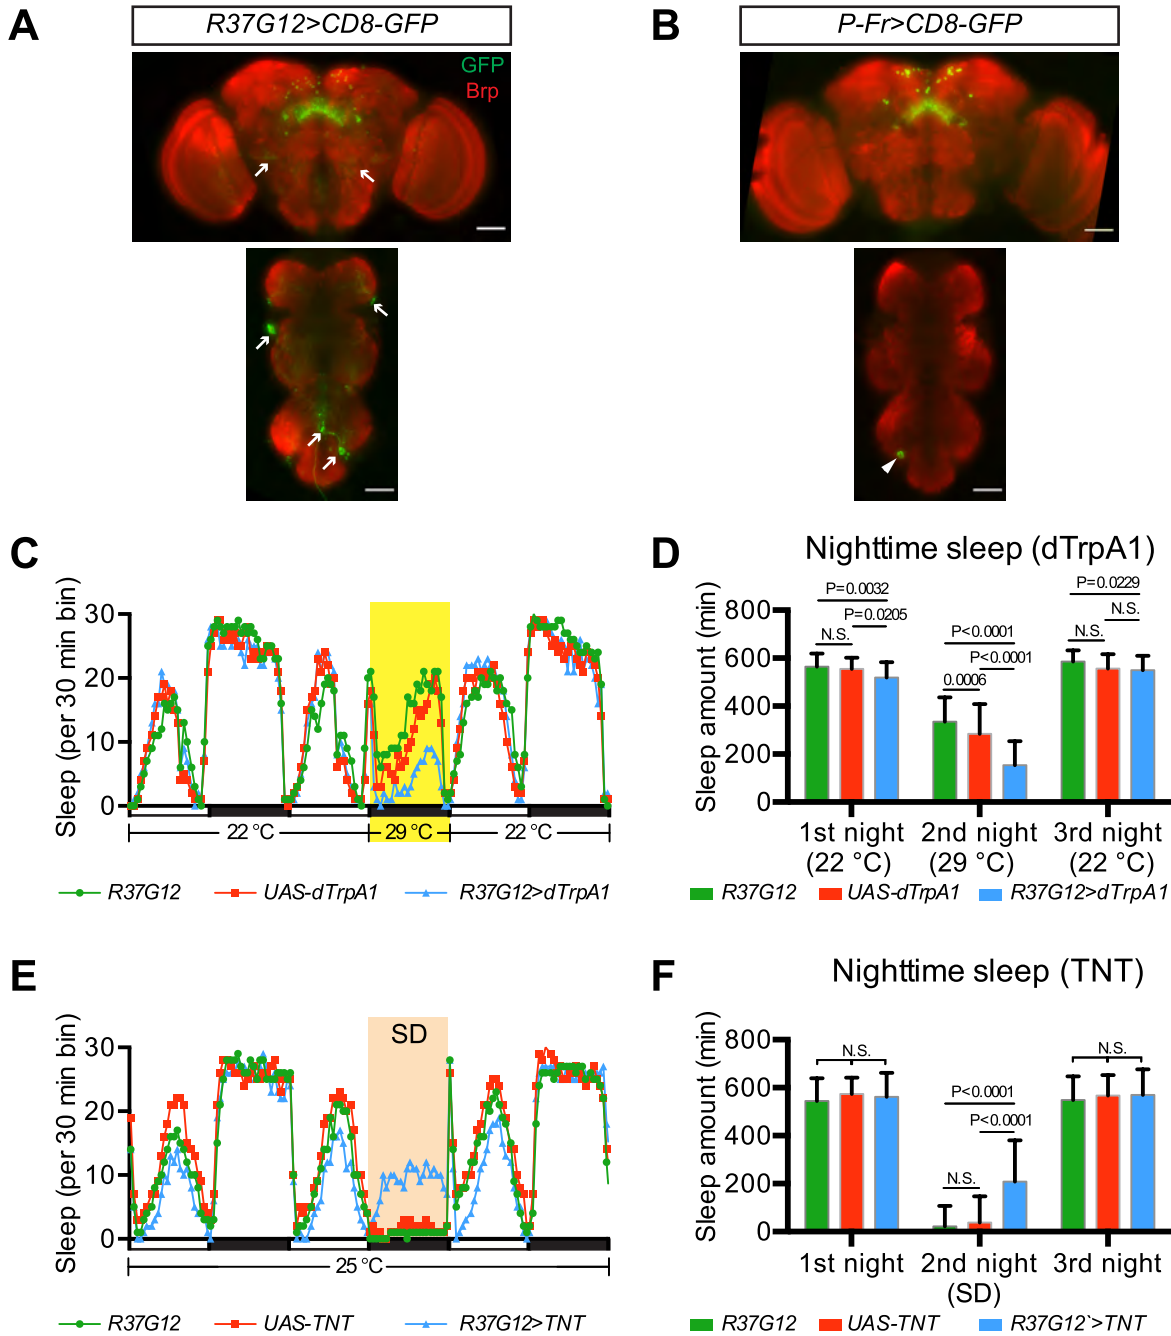 A
R37G12>CD8-GFP
GFP
Brp
B
P-Fr>CD8-GFP
C
Sleep (per 30 min bin)
30
20
10
0
22 °C
29 °C
22 °C
R37G12
UAS-dTrpA1
R37G12>dTrpA1
D
Nighttime sleep (dTrpA1)
Sleep amount (min)
800
600
400
200
0
P=0.0032
P=0.0205
N.S.
P<0.0001
P<0.0001
0.0006
P=0.0229
N.S.
N.S.
1st night
(22 °C)
2nd night
(29 °C)
3rd night
(22 °C)
R37G12
UAS-dTrpA1
R37G12>dTrpA1
E
Sleep (per 30 min bin)
30
20
10
0
SD
25 °C
R37G12
UAS-TNT
R37G12>TNT
F
Nighttime sleep (TNT)
Sleep amount (min)
800
600
400
200
0
N.S.
P<0.0001
P<0.0001
N.S.
N.S.
1st night
2nd night
(SD)
3rd night
R37G12
UAS-TNT
R37G12`>TNT